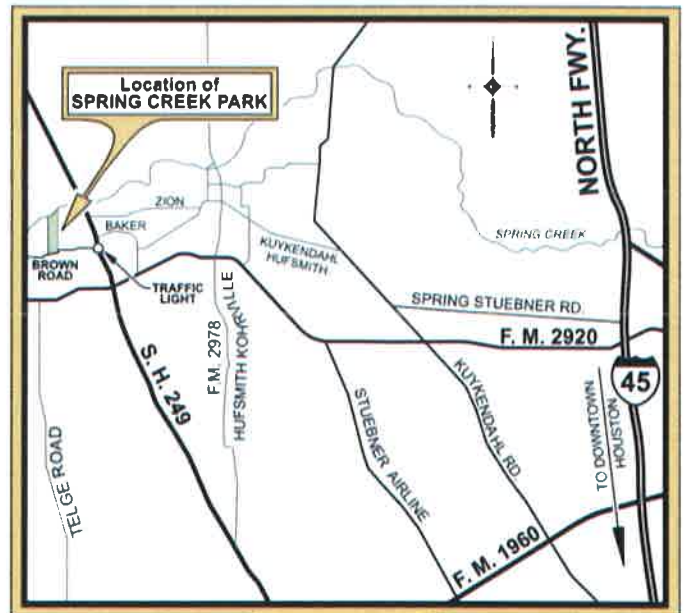 Location of
SPRING CREEK PARK
NORTH FWY.
ZION
BAKER
SPRING CREEK
KUYKENDAHL
HUFSMITH
BROWN
ROAD
TRAFFIC
LIGHT
SPRING STUEBNER RD.
F. M. 2920
F.M. 2978
HUFSMITH KOHRVILLE
S. H. 249
45
KUYKENDAHL RD
STUEBNER AIRLINE
TO DOWNTOWN
HOUSTON
TELGE ROAD
F. M. 1960